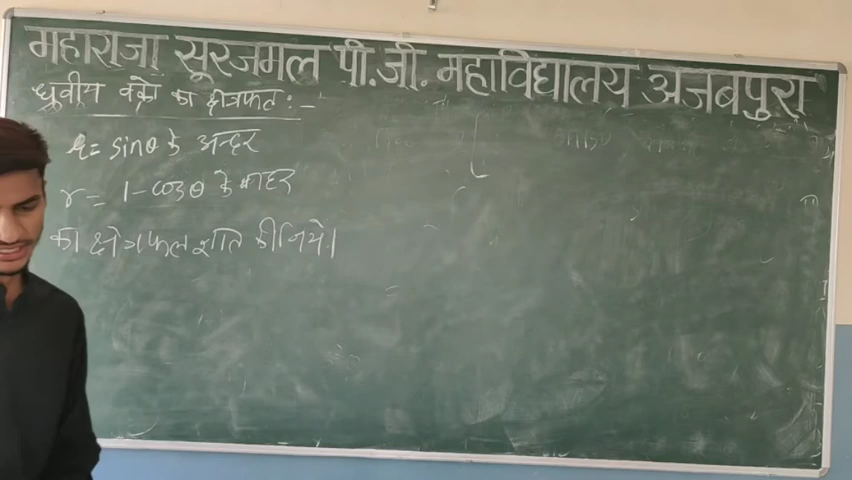 महाराजा सूरजमल पी.जी. महाविद्यालय अजबपुरा
ध्रुवीय वक्रो का क्षेत्रफल :-
r = sinθ के अन्दर
r = 1-cosθ के बाहर
का क्षेत्रफल ज्ञात कीजिये।